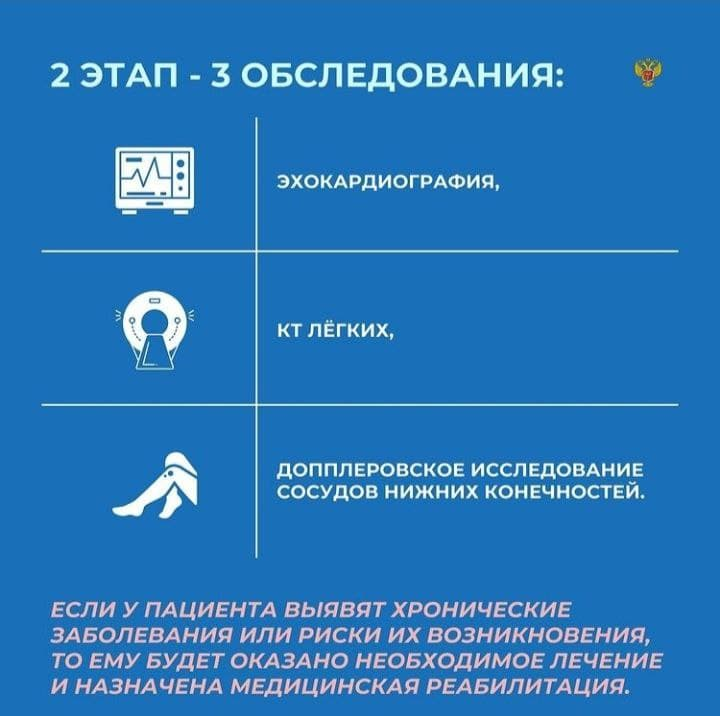 2 ЭТАП - 3 ОБСЛЕДОВАНИЯ:
ЭХОКАРДИОГРАФИЯ,
КТ ЛЁГКИХ,
ДОППЛЕРОВСКОЕ ИССЛЕДОВАНИЕ
СОСУДОВ НИЖНИХ КОНЕЧНОСТЕЙ.
ЕСЛИ У ПАЦИЕНТА ВЫЯВЯТ ХРОНИЧЕСКИЕ
ЗАБОЛЕВАНИЯ ИЛИ РИСКИ ИХ ВОЗНИКНОВЕНИЯ,
ТО ЕМУ БУДЕТ ОКАЗАНО НЕОБХОДИМОЕ ЛЕЧЕНИЕ
И НАЗНАЧЕНА МЕДИЦИНСКАЯ РЕАБИЛИТАЦИЯ.